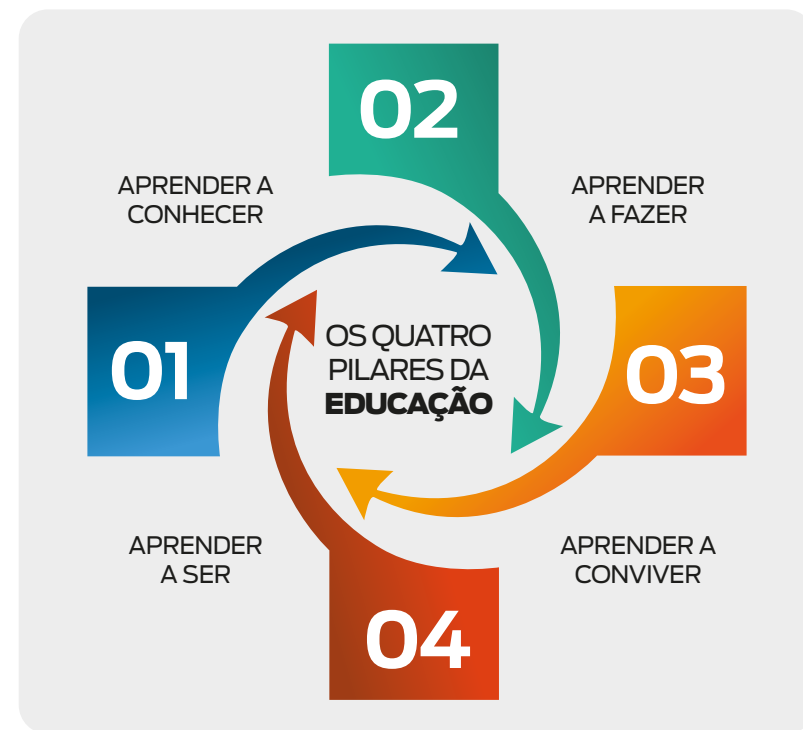 02
APRENDER A
CONHECER
APRENDER
A FAZER
01
OS QUATRO
PILARES DA
EDUCAÇÃO
03
APRENDER
A SER
APRENDER A
CONVIVER
04